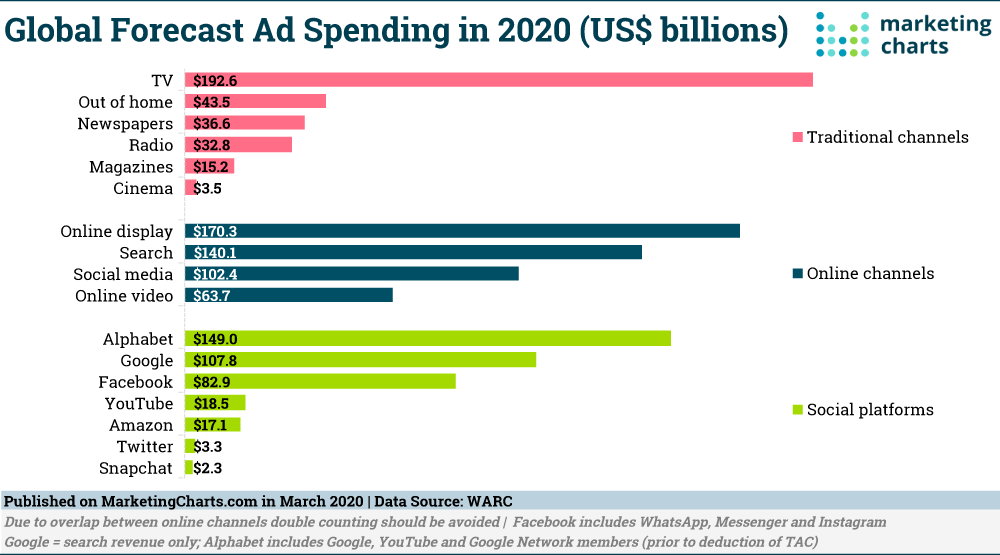 Global Forecast Ad Spending in 2020 (US$ billions)
marketing
charts
TV $192.6
Out of home $43.5
Newspapers $36.6
Radio $32.8
Magazines $15.2
Cinema $3.5
Traditional channels
Online display $170.3
Search $140.1
Social media $102.4
Online video $63.7
Online channels
Alphabet $149.0
Google $107.8
Facebook $82.9
YouTube $18.5
Amazon $17.1
Twitter $3.3
Snapchat $2.3
Social platforms
Published on MarketingCharts.com in March 2020 | Data Source: WARC
Due to overlap between online channels double counting should be avoided | Facebook includes WhatsApp, Messenger and Instagram
Google = search revenue only; Alphabet includes Google, YouTube and Google Network members (prior to deduction of TAC)